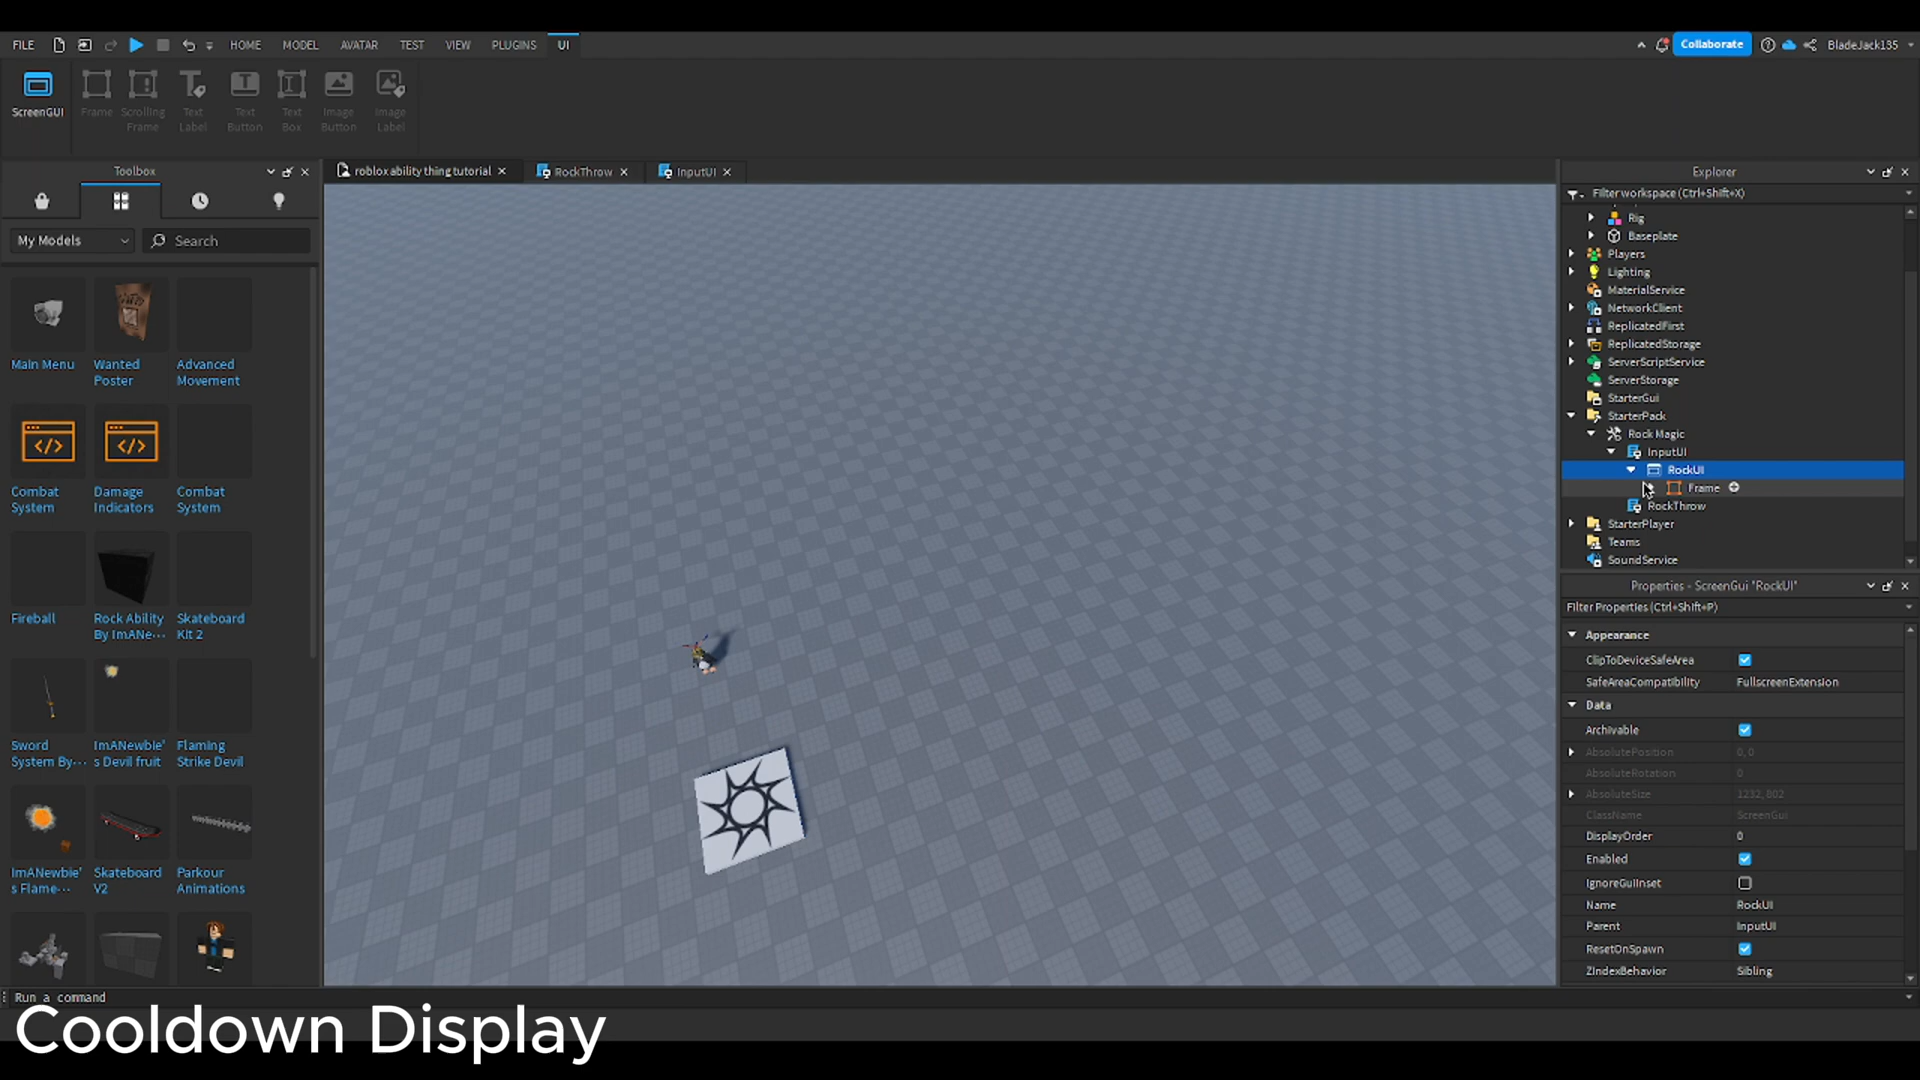 FILE HOME MODEL AVATAR TEST VIEW PLUGINS UI Collaborate BladeJack135
ScreenGUI Frame Scrolling Frame Text Label Text Button Text Box Image Button Image Label
Toolbox
roblox ability thing tutorial RockThrow InputUI
My Models Search
Main Menu
Wanted Poster
Advanced Movement
Combat System
Damage Indicators
Combat System
Fireball
Rock Ability By ImANe···
Skateboard Kit 2
Sword System By···
ImANewbie's Devil fruit
Flaming Strike Devil
ImANewbie's Flame···
Skateboard V2
Parkour Animations
Explorer
Filter workspace (Ctrl+Shift+X)
Rig
Baseplate
Players
Lighting
MaterialService
NetworkClient
ReplicatedFirst
ReplicatedStorage
ServerScriptService
ServerStorage
StarterGui
StarterPack
Rock Magic
InputUI
RockUI
Frame
RockThrow
StarterPlayer
Teams
SoundService
Properties - ScreenGui "RockUI"
Filter Properties (Ctrl+Shift+P)
Appearance
ClipToDeviceSafeArea
SafeAreaCompatibility FullscreenExtension
Data
Archivable
AbsolutePosition 0, 0
AbsoluteRotation 0
AbsoluteSize 1232, 802
ClassName ScreenGui
DisplayOrder 0
Enabled
IgnoreGuiInset
Name RockUI
Parent InputUI
ResetOnSpawn
ZIndexBehavior Sibling
Run a command
Cooldown Display